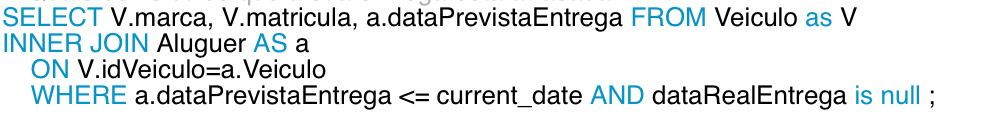 SELECT V.marca, V.matricula, a.dataPrevistaEntrega FROM Veiculo as V
INNER JOIN Aluguer AS a
ON V.idVeiculo=a.Veiculo
WHERE a.dataPrevistaEntrega <= current_date AND dataRealEntrega is null ;